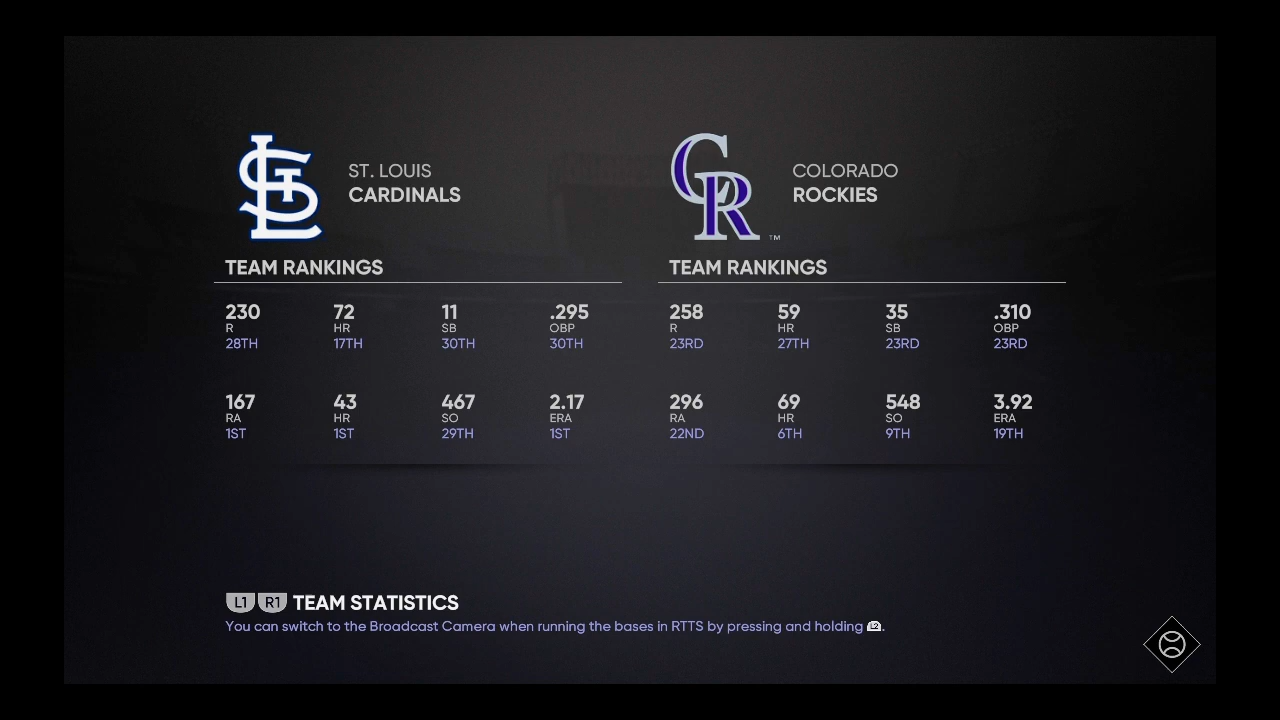 ST. LOUIS
CARDINALS
TEAM RANKINGS
230 72 11 .295
R HR SB OBP
28TH 17TH 30TH 30TH
167 43 467 2.17
RA HR SO ERA
1ST 1ST 29TH 1ST
CR TM
COLORADO
ROCKIES
TEAM RANKINGS
258 59 35 .310
R HR SB OBP
23RD 27TH 23RD 23RD
296 69 548 3.92
RA HR SO ERA
22ND 6TH 9TH 19TH
L1 R1 TEAM STATISTICS
You can switch to the Broadcast Camera when running the bases in RTTS by pressing and holding L2.